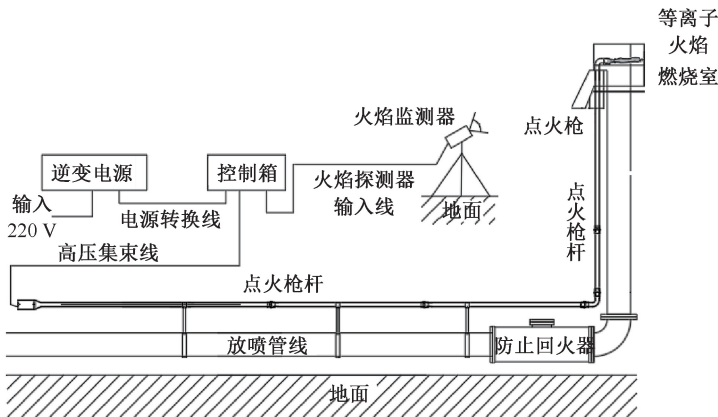 等离子
火焰
燃烧室
点火枪
火焰监测器
逆变电源
控制箱
火焰探测器
输入线
输入
220 V
电源转换线
地面
点火枪杆
高压集束线
点火枪杆
放喷管线
防止回火器
地面